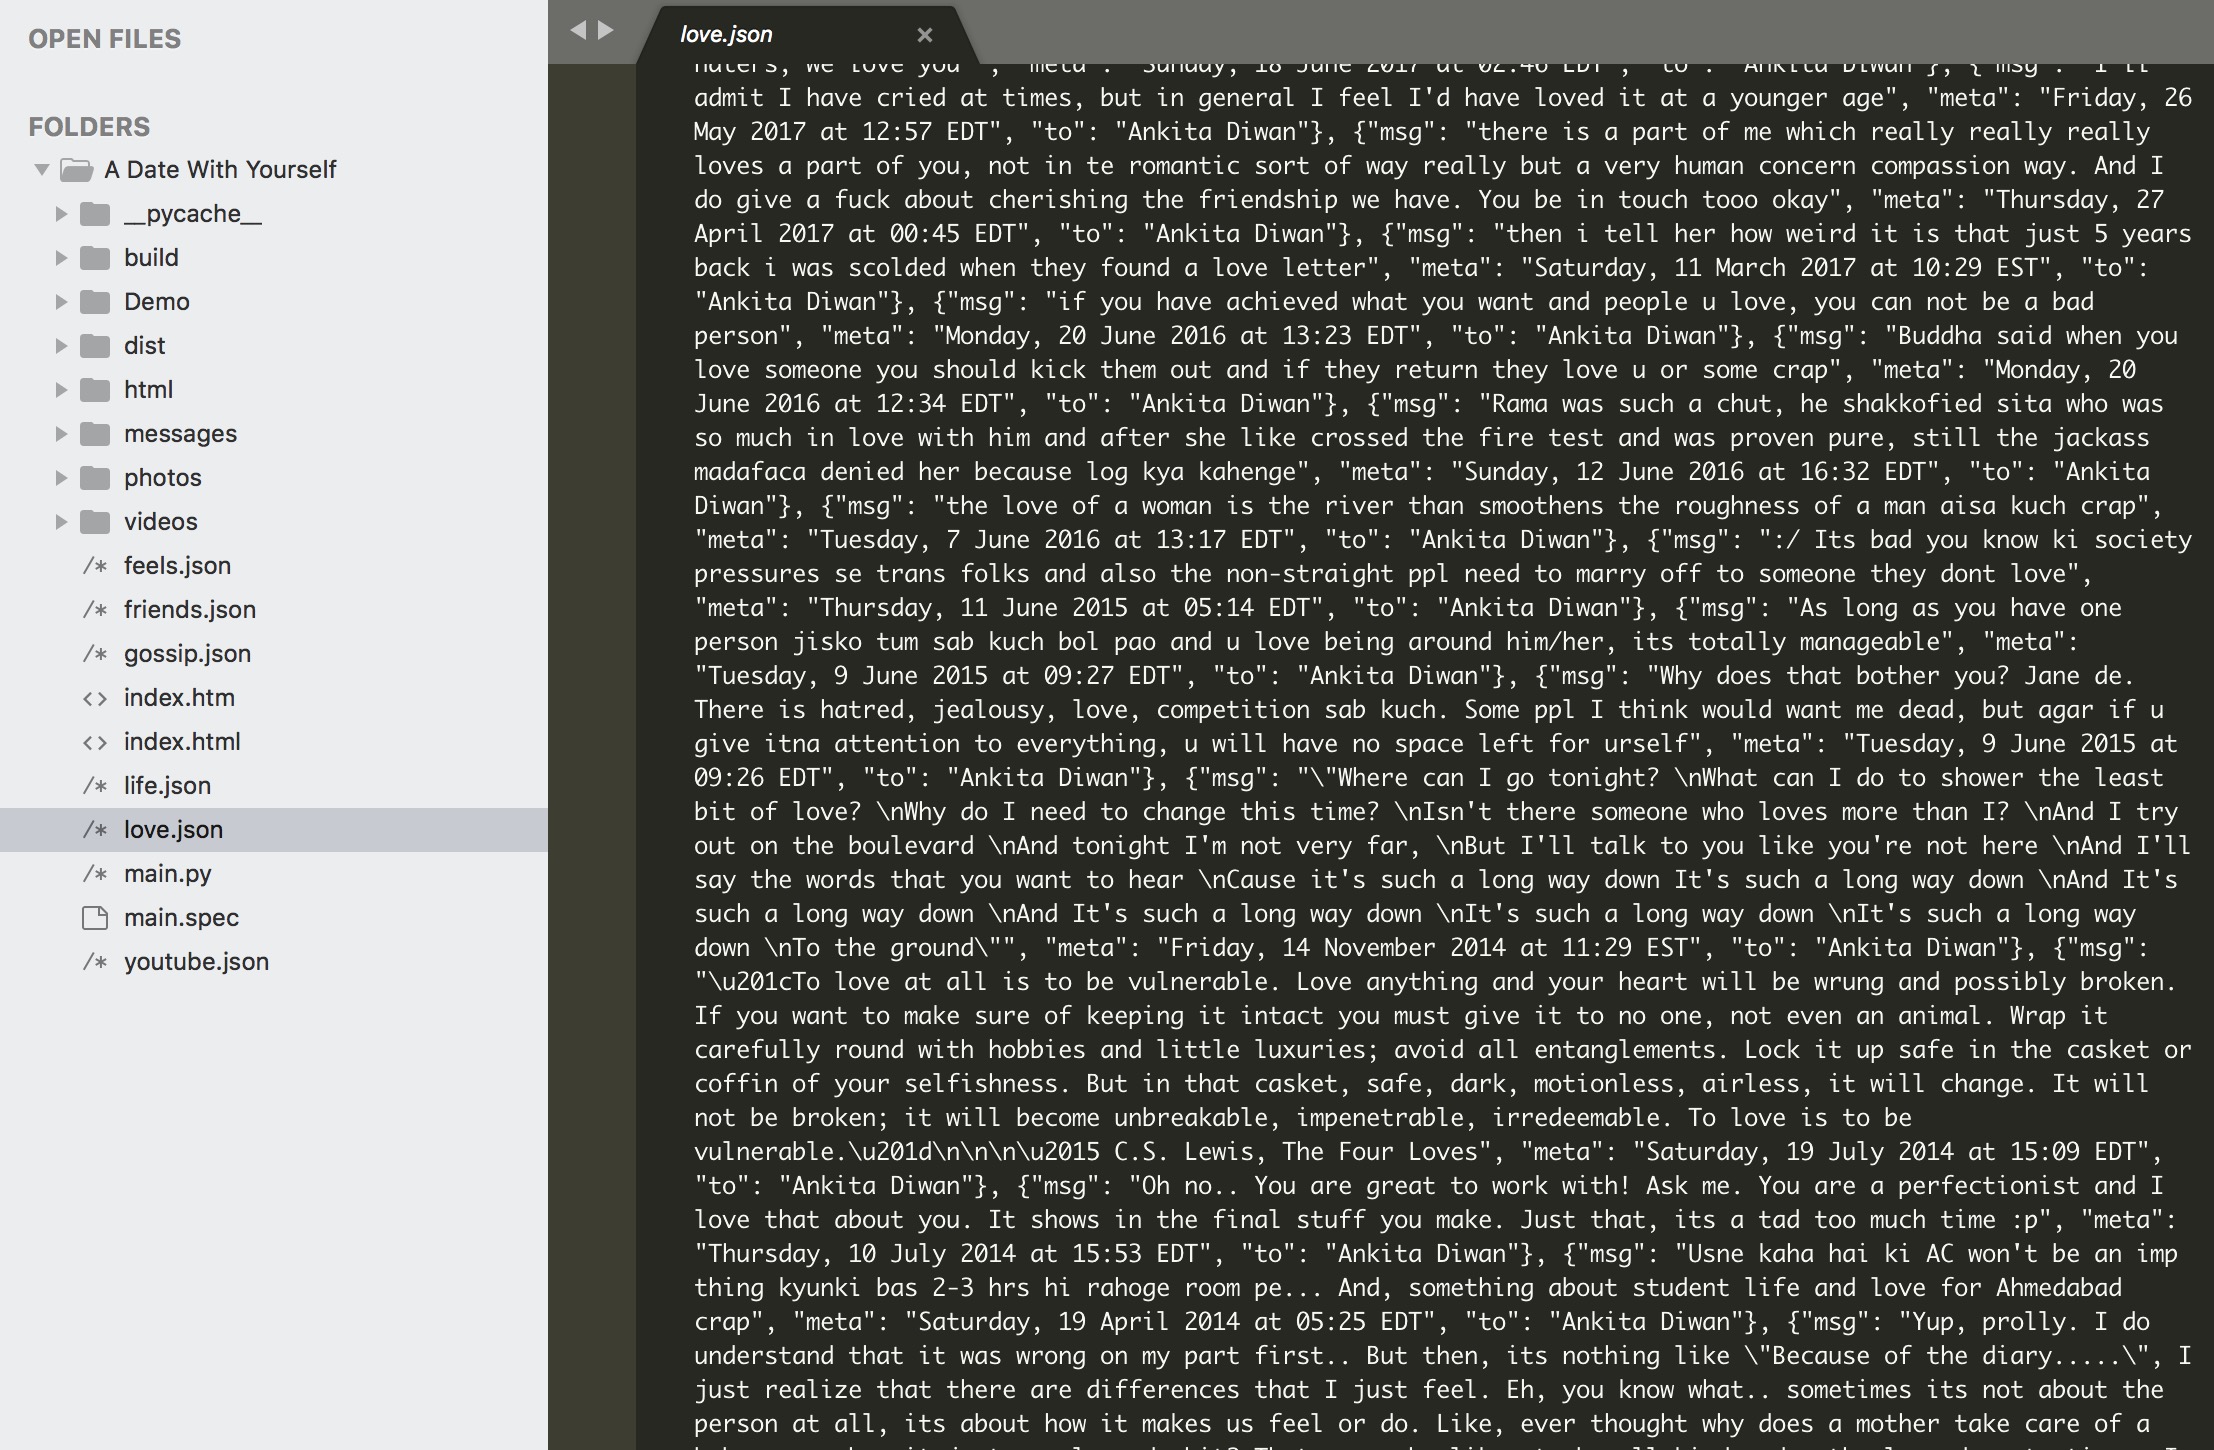 OPEN FILES
FOLDERS
A Date With Yourself
__pycache__
build
Demo
dist
html
messages
photos
videos
/* feels.json
/* friends.json
/* gossip.json
<> index.htm
<> index.html
/* life.json
/* love.json
/* main.py
main.spec
/* youtube.json
love.json ×
haters, we love you", "meta": "Sunday, 18 June 2017 at 02:46 EDT", "to": "Ankita Diwan"}, {"msg": "I'll
admit I have cried at times, but in general I feel I'd have loved it at a younger age", "meta": "Friday, 26
May 2017 at 12:57 EDT", "to": "Ankita Diwan"}, {"msg": "there is a part of me which really really really
loves a part of you, not in te romantic sort of way really but a very human concern compassion way. And I
do give a fuck about cherishing the friendship we have. You be in touch tooo okay", "meta": "Thursday, 27
April 2017 at 00:45 EDT", "to": "Ankita Diwan"}, {"msg": "then i tell her how weird it is that just 5 years
back i was scolded when they found a love letter", "meta": "Saturday, 11 March 2017 at 10:29 EST", "to":
"Ankita Diwan"}, {"msg": "if you have achieved what you want and people u love, you can not be a bad
person", "meta": "Monday, 20 June 2016 at 13:23 EDT", "to": "Ankita Diwan"}, {"msg": "Buddha said when you
love someone you should kick them out and if they return they love u or some crap", "meta": "Monday, 20
June 2016 at 12:34 EDT", "to": "Ankita Diwan"}, {"msg": "Rama was such a chut, he shakkofied sita who was
so much in love with him and after she like crossed the fire test and was proven pure, still the jackass
madafaca denied her because log kya kahenge", "meta": "Sunday, 12 June 2016 at 16:32 EDT", "to": "Ankita
Diwan"}, {"msg": "the love of a woman is the river than smoothens the roughness of a man aisa kuch crap",
"meta": "Tuesday, 7 June 2016 at 13:17 EDT", "to": "Ankita Diwan"}, {"msg": ":/ Its bad you know ki society
pressures se trans folks and also the non-straight ppl need to marry off to someone they dont love",
"meta": "Thursday, 11 June 2015 at 05:14 EDT", "to": "Ankita Diwan"}, {"msg": "As long as you have one
person jisko tum sab kuch bol pao and u love being around him/her, its totally manageable", "meta":
"Tuesday, 9 June 2015 at 09:27 EDT", "to": "Ankita Diwan"}, {"msg": "Why does that bother you? Jane de.
There is hatred, jealousy, love, competition sab kuch. Some ppl I think would want me dead, but agar if u
give itna attention to everything, u will have no space left for urself", "meta": "Tuesday, 9 June 2015 at
09:26 EDT", "to": "Ankita Diwan"}, {"msg": "\"Where can I go tonight? \nWhat can I do to shower the least
bit of love? \nWhy do I need to change this time? \nIsn't there someone who loves more than I? \nAnd I try
out on the boulevard \nAnd tonight I'm not very far, \nBut I'll talk to you like you're not here \nAnd I'll
say the words that you want to hear \nCause it's such a long way down It's such a long way down \nAnd It's
such a long way down \nAnd It's such a long way down \nIt's such a long way down \nIt's such a long way
down \nTo the ground\"", "meta": "Friday, 14 November 2014 at 11:29 EST", "to": "Ankita Diwan"}, {"msg":
"\u201cTo love at all is to be vulnerable. Love anything and your heart will be wrung and possibly broken.
If you want to make sure of keeping it intact you must give it to no one, not even an animal. Wrap it
carefully round with hobbies and little luxuries; avoid all entanglements. Lock it up safe in the casket or
coffin of your selfishness. But in that casket, safe, dark, motionless, airless, it will change. It will
not be broken; it will become unbreakable, impenetrable, irredeemable. To love is to be
vulnerable.\u201d\n\n\n\u2015 C.S. Lewis, The Four Loves", "meta": "Saturday, 19 July 2014 at 15:09 EDT",
"to": "Ankita Diwan"}, {"msg": "Oh no.. You are great to work with! Ask me. You are a perfectionist and I
love that about you. It shows in the final stuff you make. Just that, its a tad too much time :p", "meta":
"Thursday, 10 July 2014 at 15:53 EDT", "to": "Ankita Diwan"}, {"msg": "Usne kaha hai ki AC won't be an imp
thing kyunki bas 2-3 hrs hi rahoge room pe... And, something about student life and love for Ahmedabad
crap", "meta": "Saturday, 19 April 2014 at 05:25 EDT", "to": "Ankita Diwan"}, {"msg": "Yup, prolly. I do
understand that it was wrong on my part first.. But then, its nothing like \"Because of the diary.....\", I
just realize that there are differences that I just feel. Eh, you know what.. sometimes its not about the
person at all, its about how it makes us feel or do. Like, ever thought why does a mother take care of a